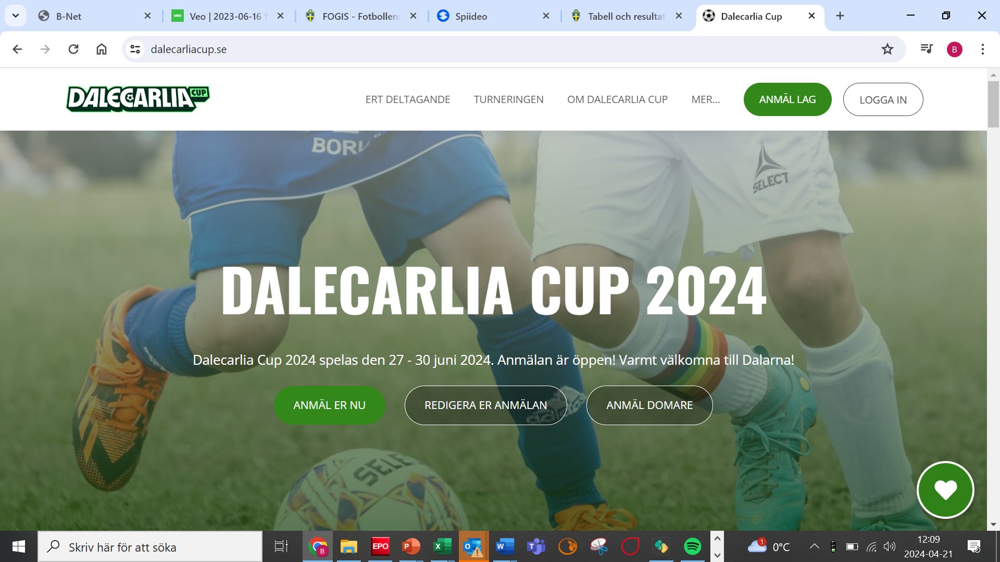 B-Net
Veo | 2023-06-16 1
FOGIS - Fotbollens
Spiideo
Tabell och resultat
Dalecarlia Cup
dalecarliacup.se
B
DALECARLIA CUP
ERT DELTAGANDE
TURNERINGEN
OM DALECARLIA CUP
MER...
ANMÄL LAG
LOGGA IN
SELECT
DALECARLIA CUP 2024
Dalecarlia Cup 2024 spelas den 27 - 30 juni 2024. Anmälan är öppen! Varmt välkomna till Dalarna!
ANMÄL ER NU
REDIGERA ER ANMÄLAN
ANMÄL DOMARE
Skriv här för att söka
B
EPO
1
0°C
12:09
2024-04-21